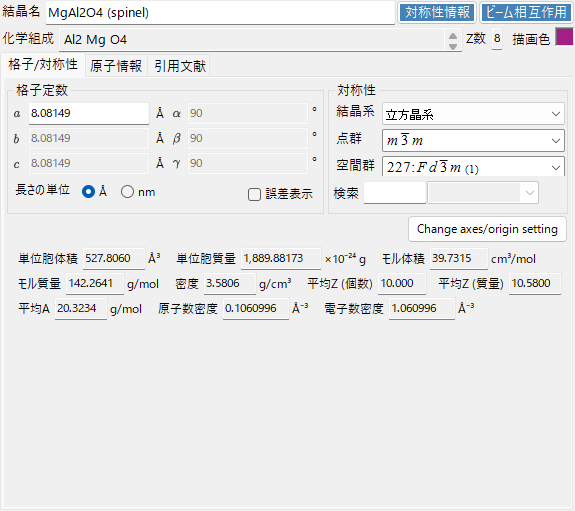 結晶名 MgAl2O4 (spinel) 対称性情報 ビーム相互作用
化学組成 Al2 Mg O4 Z数 8 描画色
格子/対称性 原子情報 引用文献
格子定数
a 8.08149 Å α 90 °
b 8.08149 Å β 90 °
c 8.08149 Å γ 90 °
長さの単位 Å nm 誤差表示
対称性
結晶系 立方晶系
点群 m 3̅ m
空間群 227: F d 3̅ m (1)
検索
Change axes/origin setting
単位胞体積 527.8060 Å³ 単位胞質量 1,889.88173 ×10⁻²⁴ g モル体積 39.7315 cm³/mol
モル質量 142.2641 g/mol 密度 3.5806 g/cm³ 平均Z (個数) 10.000 平均Z (質量) 10.5800
平均A 20.3234 g/mol 原子数密度 0.1060996 Å⁻³ 電子数密度 1.060996 Å⁻³